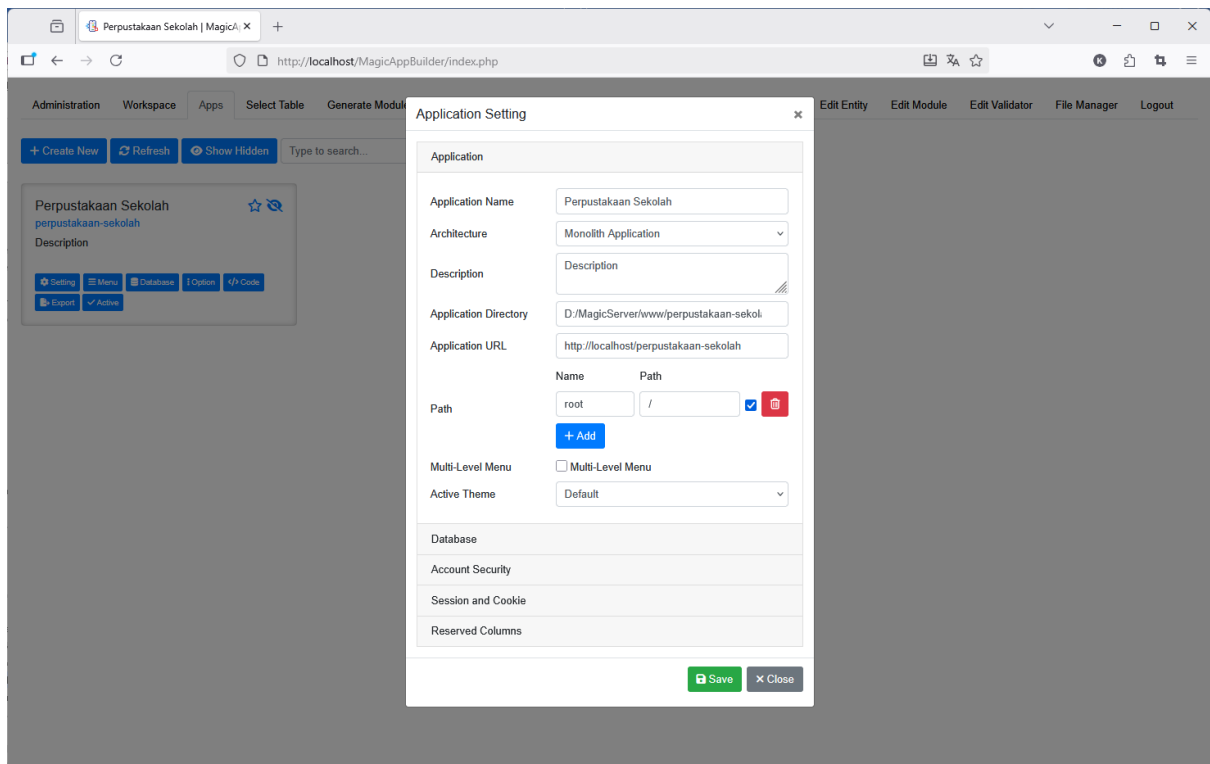 Perpustakaan Sekolah | MagicA
http://localhost/MagicAppBuilder/index.php
K
Administration Workspace Apps Select Table Generate Module Edit Entity Edit Module Edit Validator File Manager Logout
+ Create New Refresh Show Hidden Type to search...
Perpustakaan Sekolah
perpustakaan-sekolah
Description
Setting Menu Database Option Code
Export Active
Application Setting
Application
Application Name Perpustakaan Sekolah
Architecture Monolith Application
Description Description
Application Directory D:/MagicServer/www/perpustakaan-sekola
Application URL http://localhost/perpustakaan-sekolah
Name Path
Path root /
+ Add
Multi-Level Menu Multi-Level Menu
Active Theme Default
Database
Account Security
Session and Cookie
Reserved Columns
Save Close